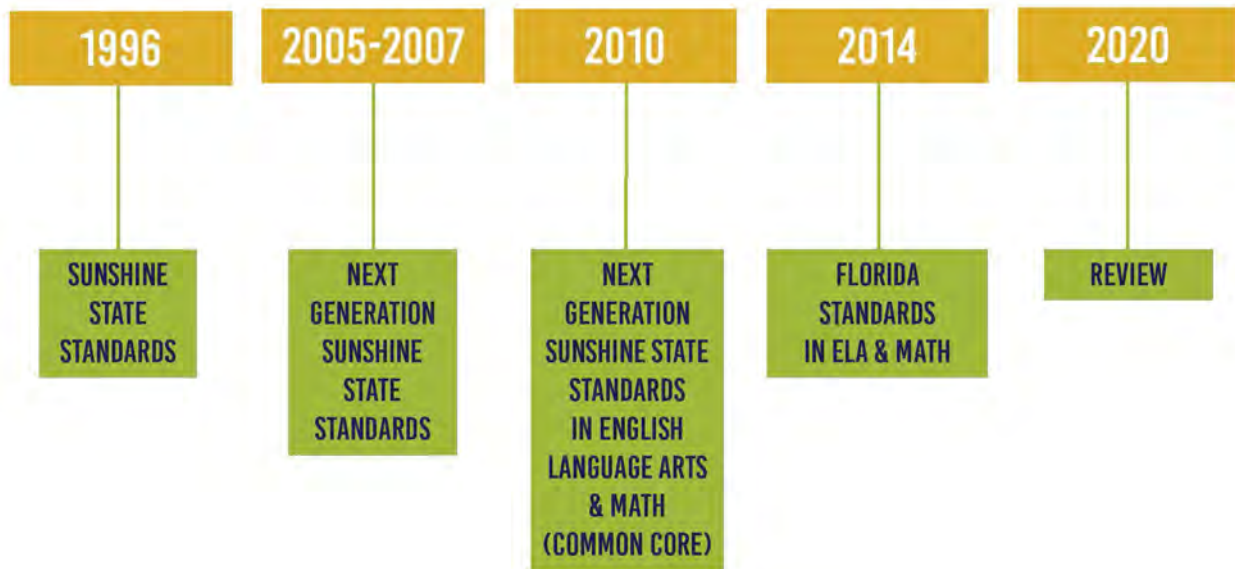 1996
SUNSHINE
STATE
STANDARDS
2005-2007
NEXT
GENERATION
SUNSHINE
STATE
STANDARDS
2010
NEXT
GENERATION
SUNSHINE STATE
STANDARDS
IN ENGLISH
LANGUAGE ARTS
& MATH
(COMMON CORE)
2014
FLORIDA
STANDARDS
IN ELA & MATH
2020
REVIEW